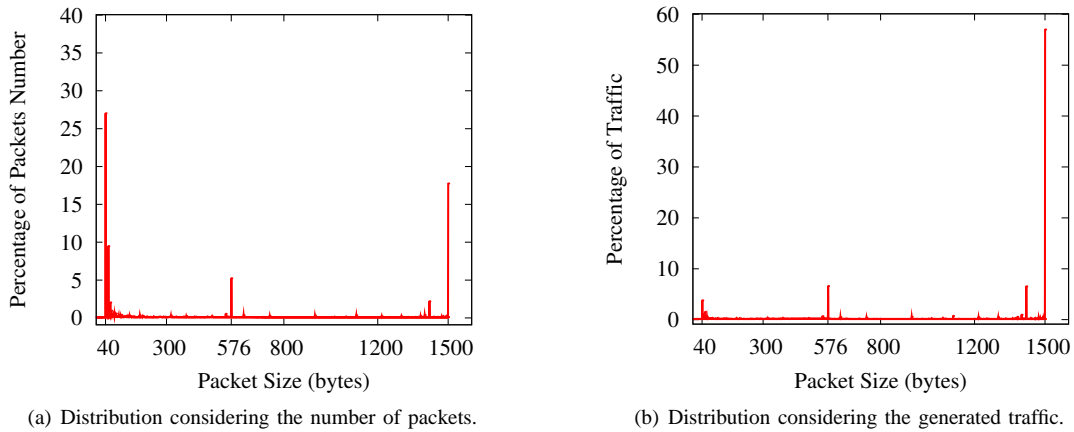 40
35
30
25
20
15
10
5
0
Percentage of Packets Number
40 300 576 800 1200 1500
Packet Size (bytes)
(a) Distribution considering the number of packets.
60
50
40
30
20
10
0
Percentage of Traffic
40 300 576 800 1200 1500
Packet Size (bytes)
(b) Distribution considering the generated traffic.